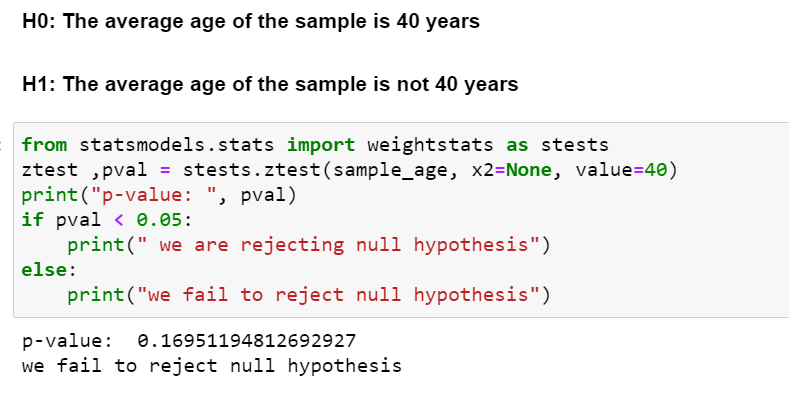 H0: The average age of the sample is 40 years
H1: The average age of the sample is not 40 years
from statsmodels.stats import weightstats as stests
ztest ,pval = stests.ztest(sample_age, x2=None, value=40)
print("p-value: ", pval)
if pval < 0.05:
    print(" we are rejecting null hypothesis")
else:
    print("we fail to reject null hypothesis")
p-value:  0.16951194812692927
we fail to reject null hypothesis